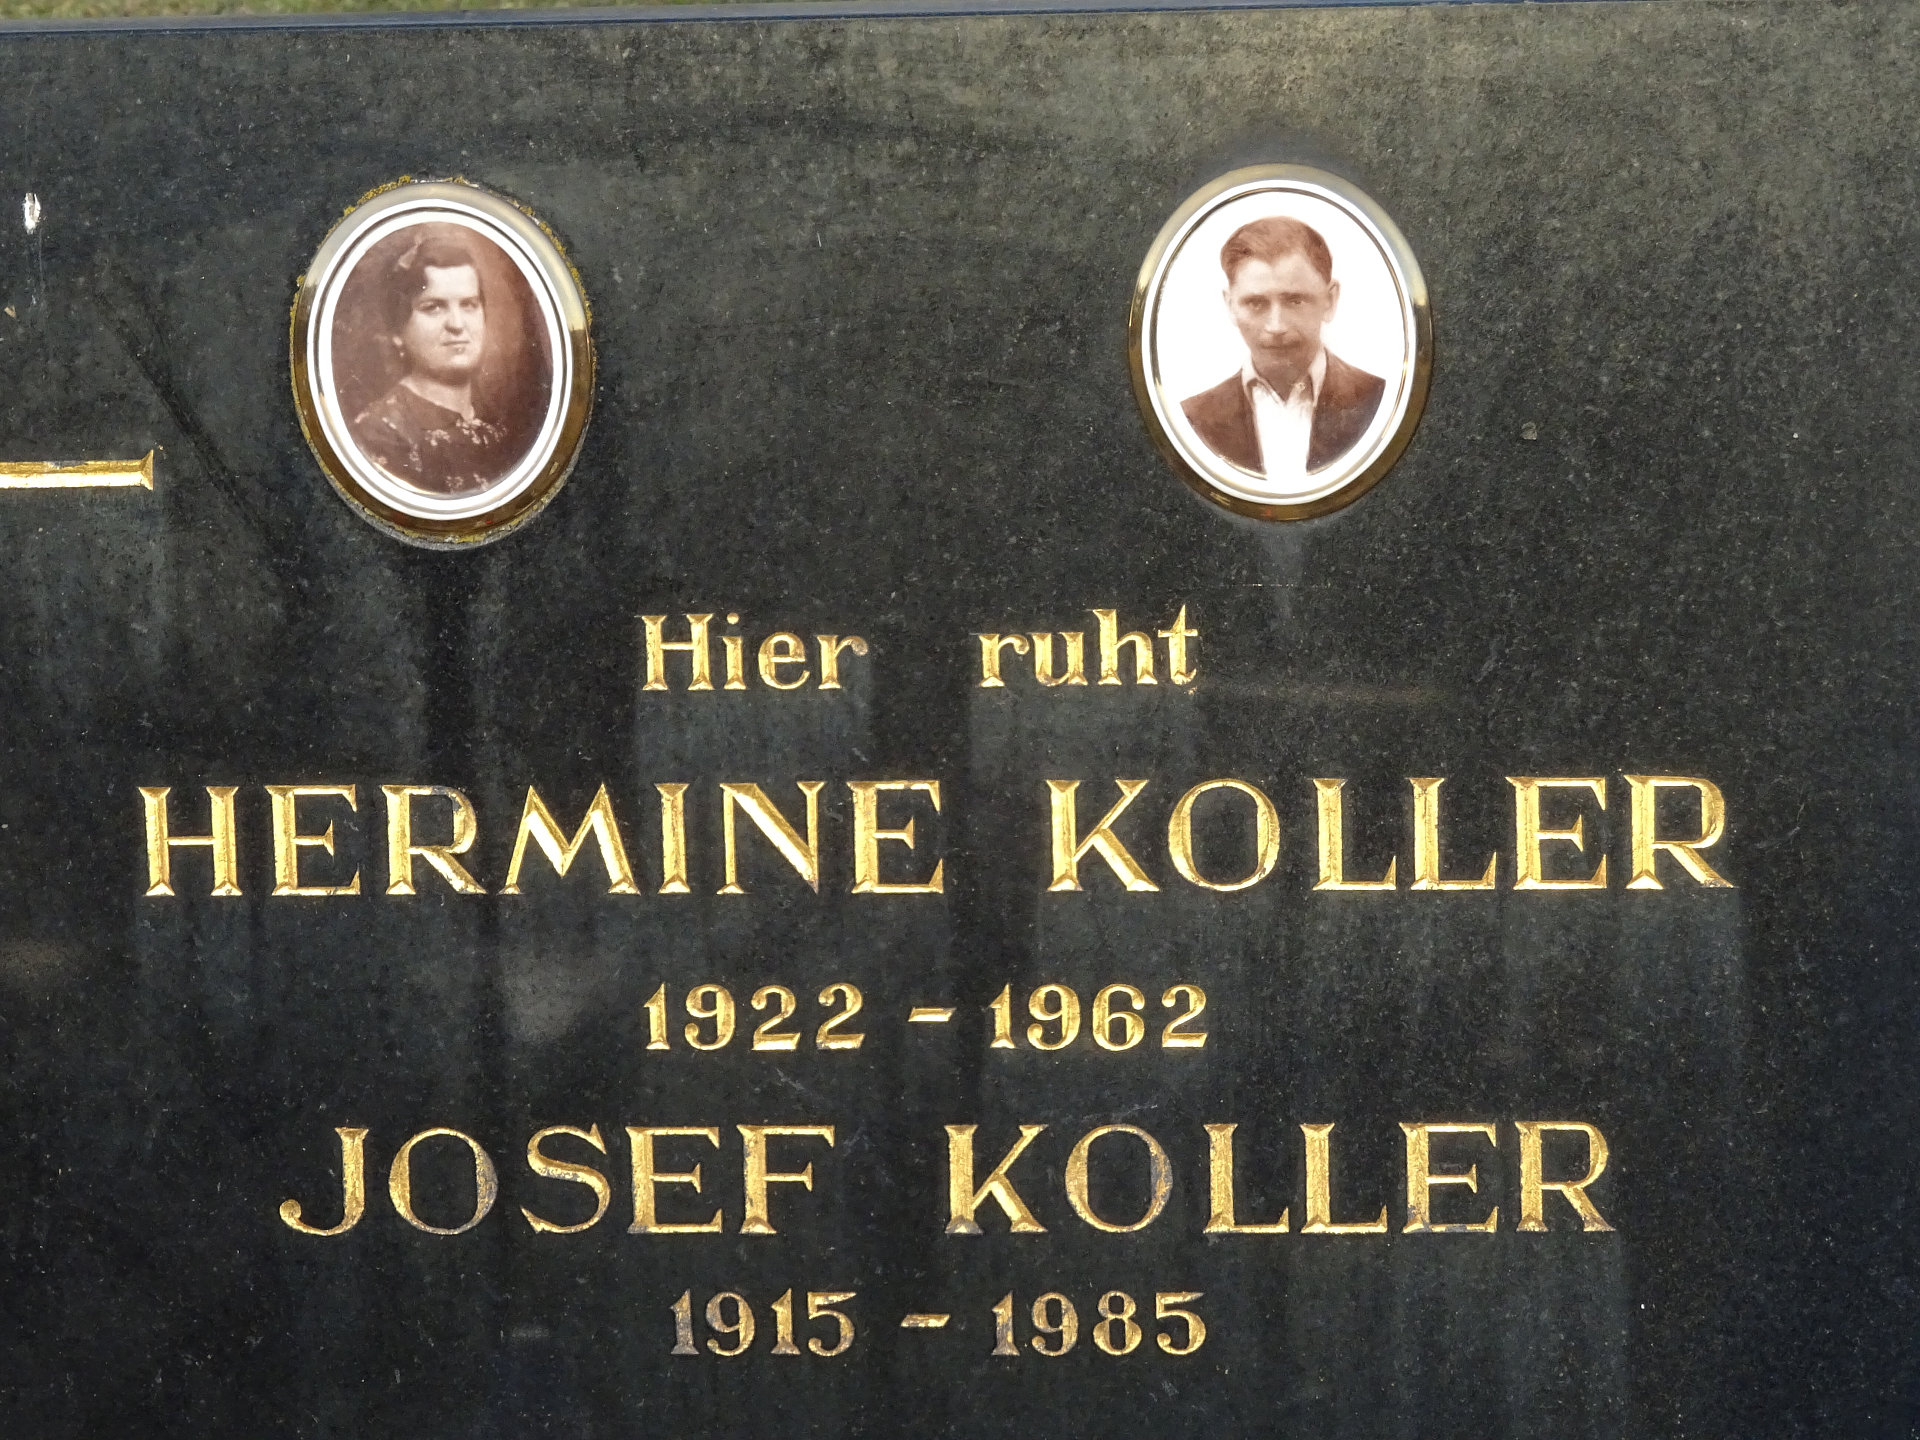 Hier ruht
HERMINE KOLLER
1922 - 1962
JOSEF KOLLER
1915 - 1985